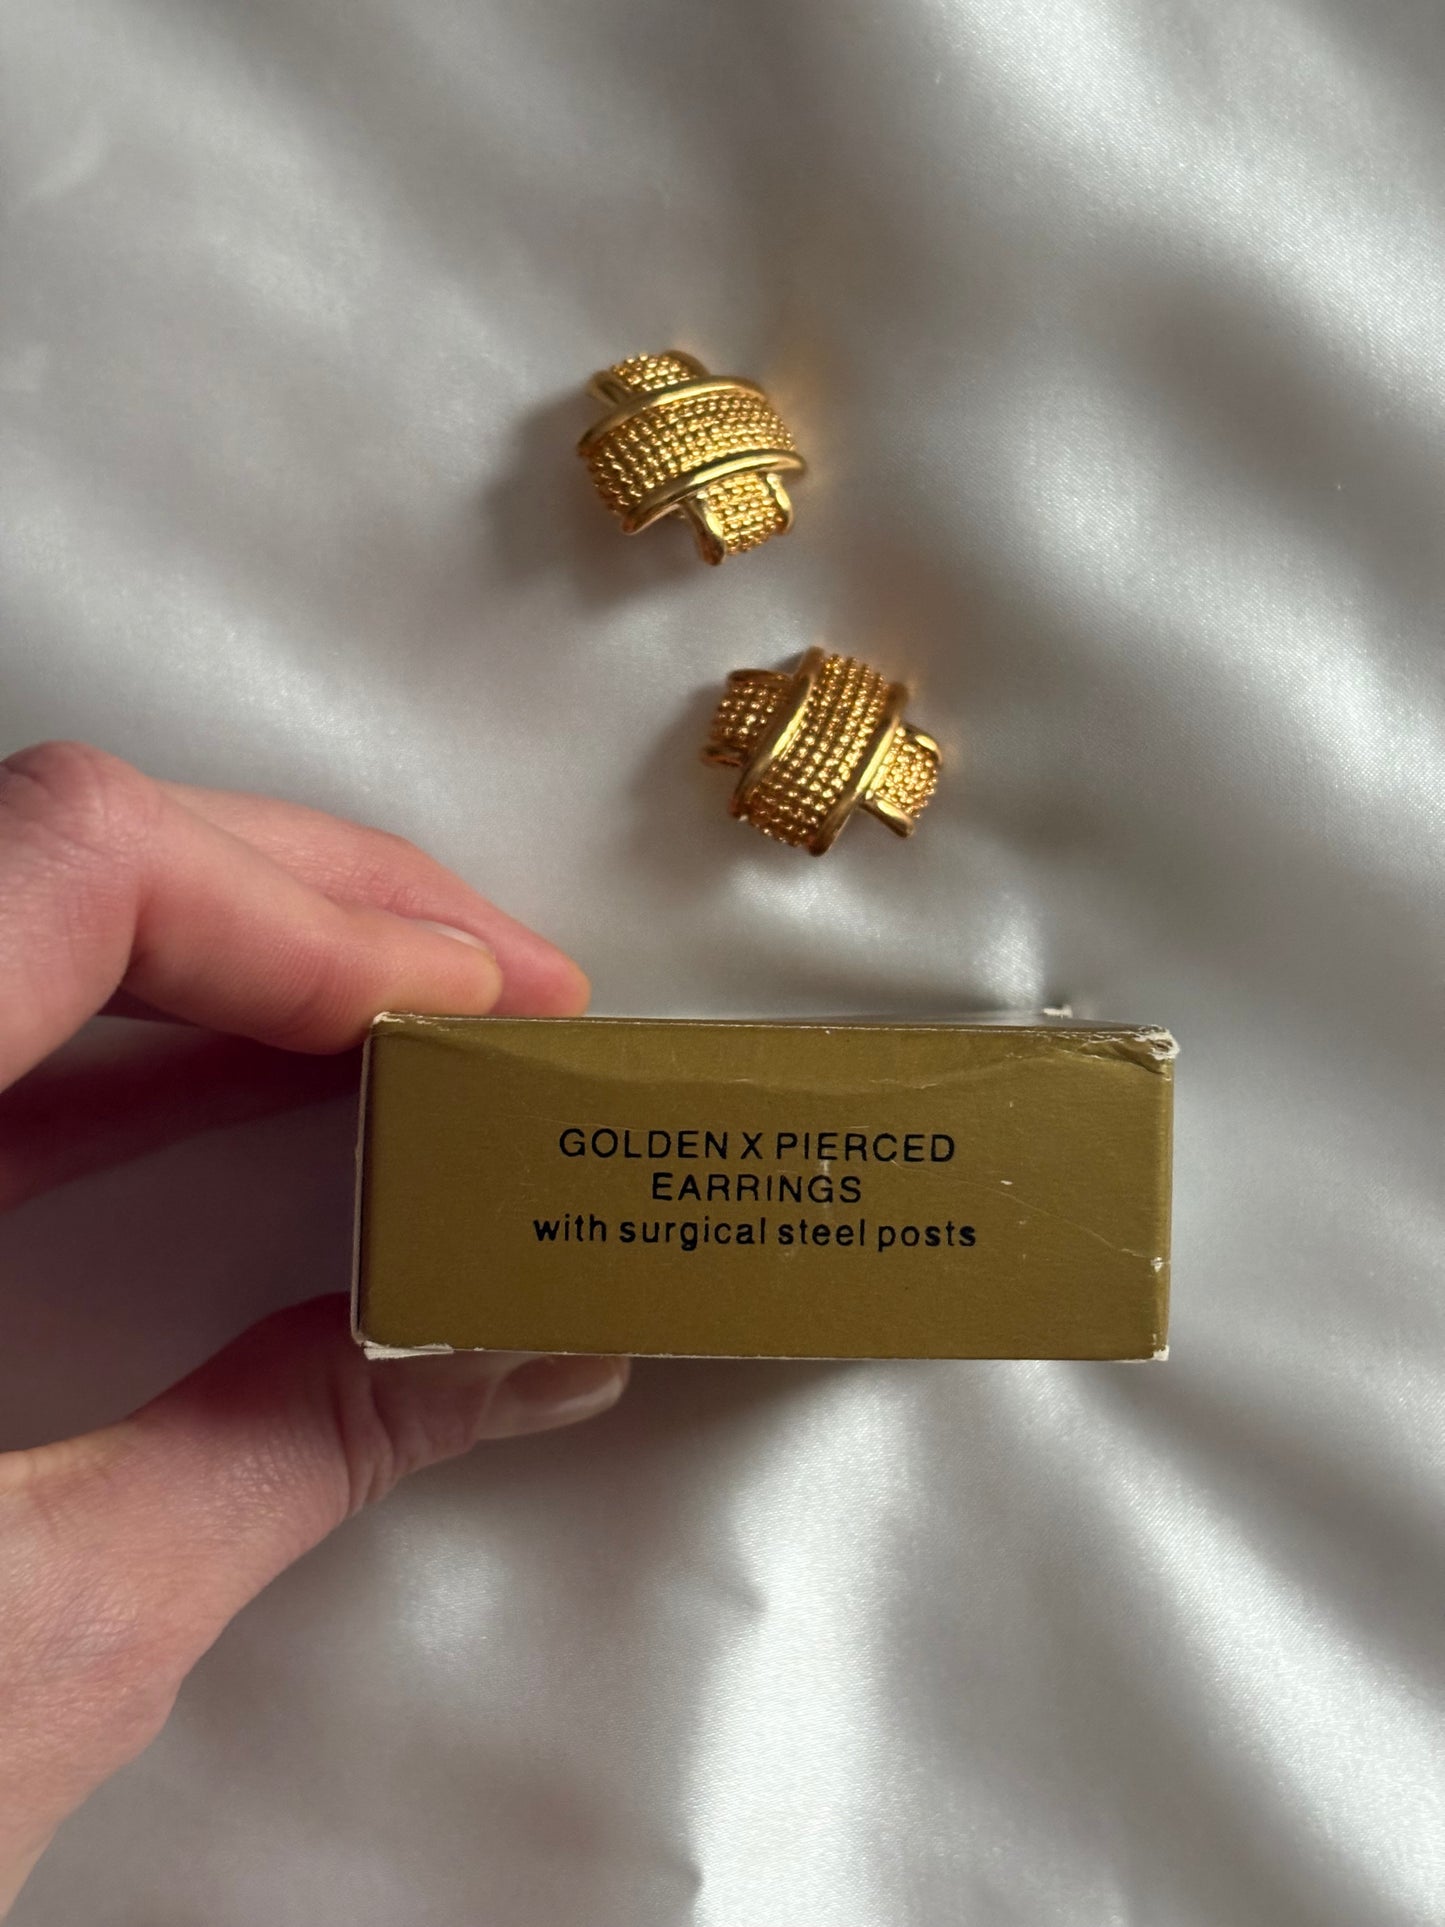 GOLDEN X PIERCED
EARRINGS
with surgical steel posts